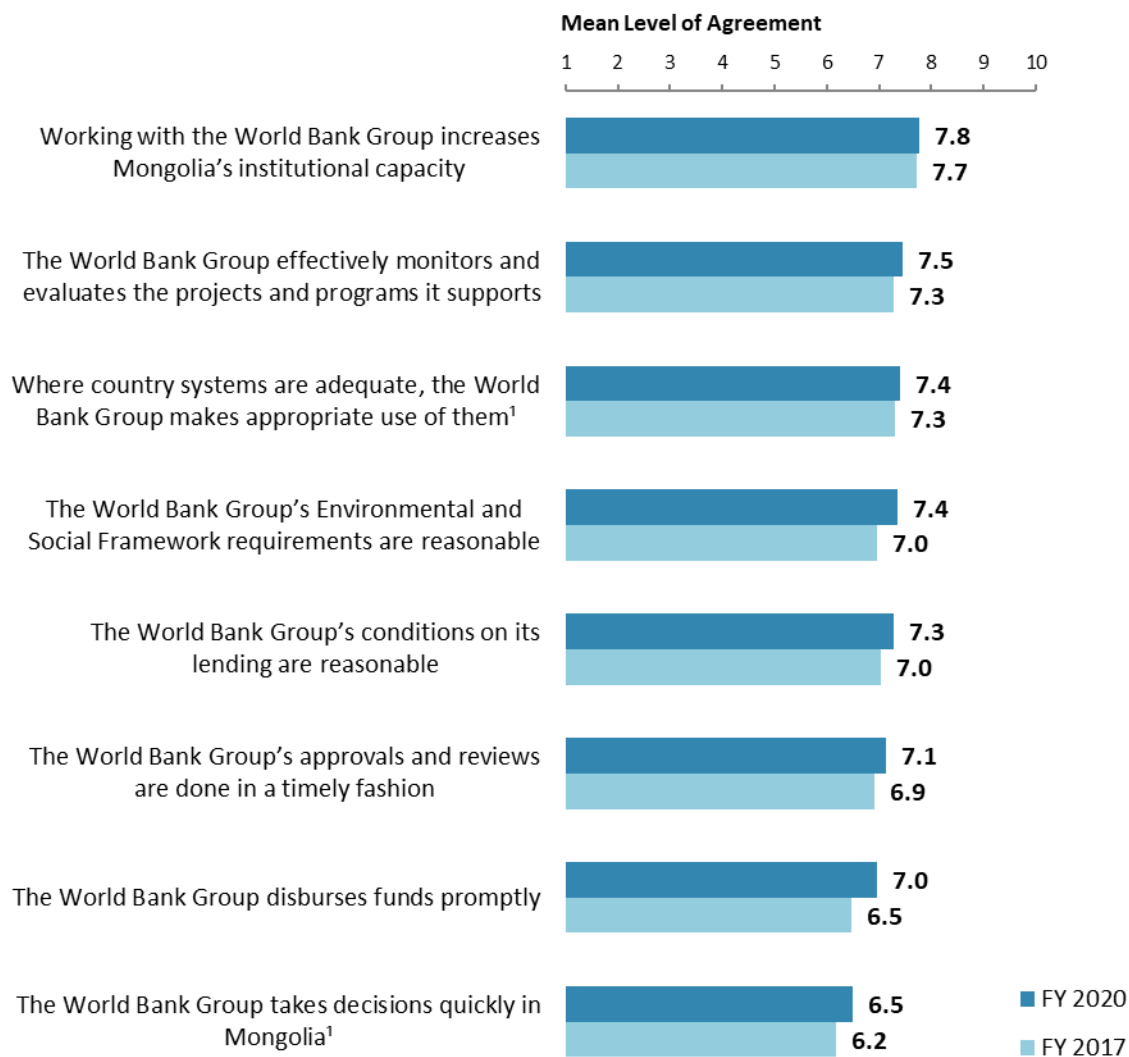 Mean Level of Agreement
1 2 3 4 5 6 7 8 9 10
Working with the World Bank Group increases
Mongolia’s institutional capacity
7.8
7.7
The World Bank Group effectively monitors and
evaluates the projects and programs it supports
7.5
7.3
Where country systems are adequate, the World
Bank Group makes appropriate use of them¹
7.4
7.3
The World Bank Group’s Environmental and
Social Framework requirements are reasonable
7.4
7.0
The World Bank Group’s conditions on its
lending are reasonable
7.3
7.0
The World Bank Group’s approvals and reviews
are done in a timely fashion
7.1
6.9
The World Bank Group disburses funds promptly
7.0
6.5
The World Bank Group takes decisions quickly in
Mongolia¹
6.5
6.2
FY 2020
FY 2017